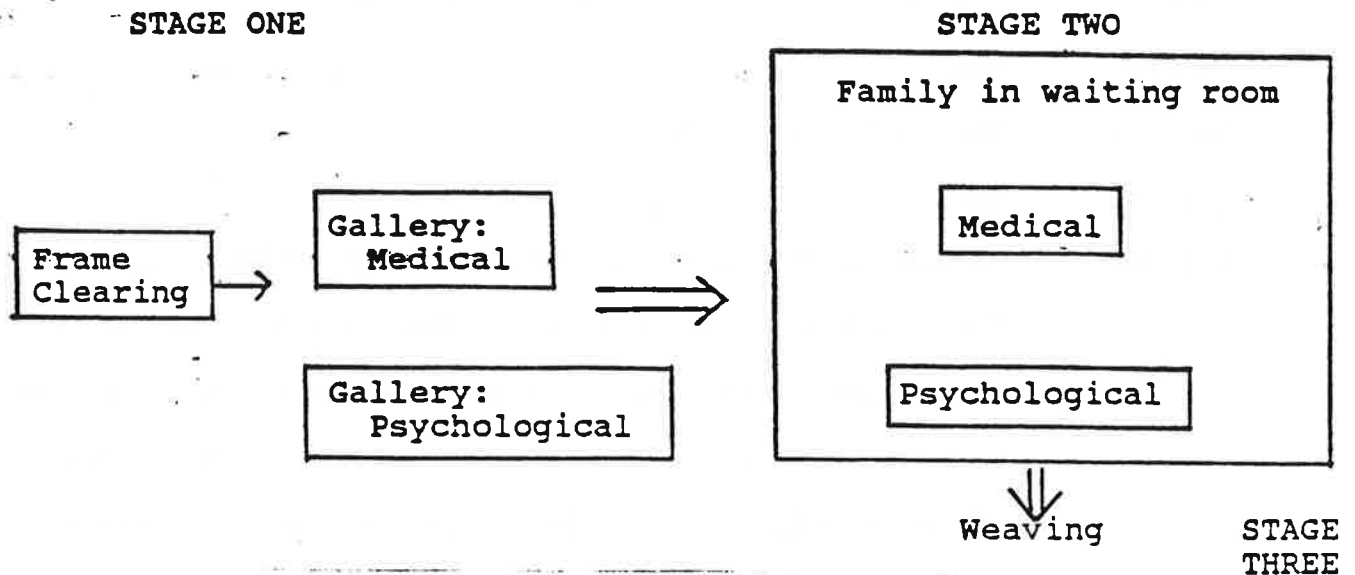 STAGE ONE
Frame
Clearing
Gallery:
Medical
Gallery:
Psychological
STAGE TWO
Family in waiting room
Medical
Psychological
Weaving
STAGE
THREE